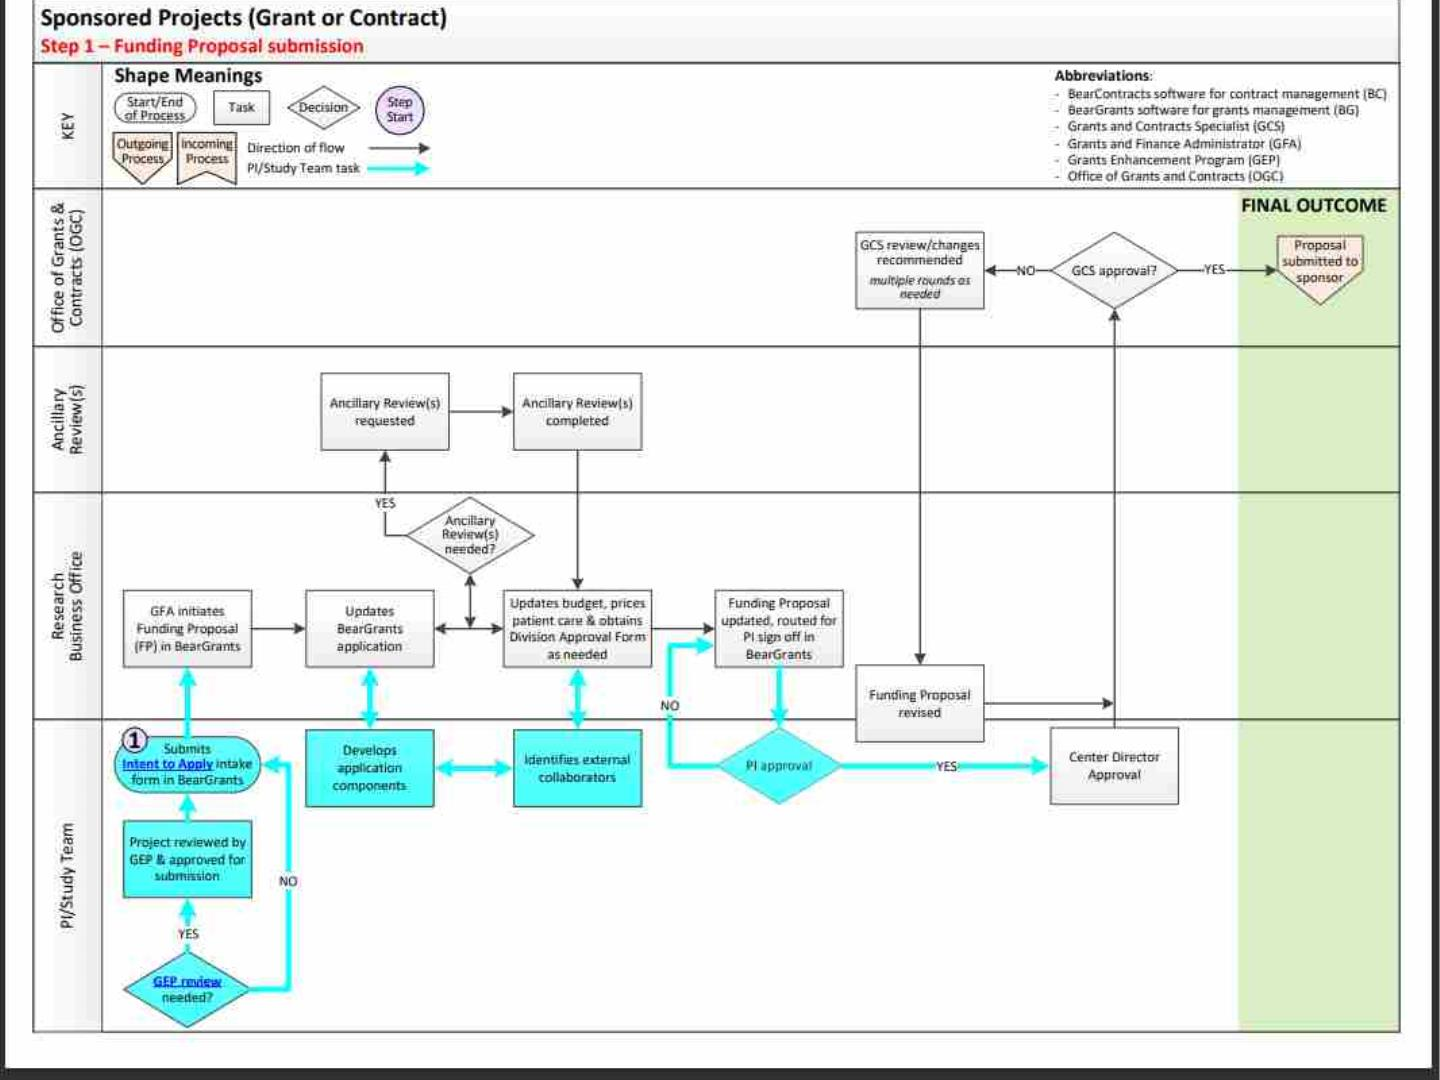 Sponsored Projects (Grant or Contract)
Step 1 – Funding Proposal submission
KEY
Shape Meanings
Start/End
of Process
Task
Decision
Step
Start
Outgoing
Process
Incoming
Process
Direction of flow
PI/Study Team task
Abbreviations:
- BearContracts software for contract management (BC)
- BearGrants software for grants management (BG)
- Grants and Contracts Specialist (GCS)
- Grants and Finance Administrator (GFA)
- Grants Enhancement Program (GEP)
- Office of Grants and Contracts (OGC)
Office of Grants &
Contracts (OGC)
GCS review/changes
recommended
multiple rounds as
needed
NO
GCS approval?
YES
FINAL OUTCOME
Proposal
submitted to
sponsor
Ancillary
Review(s)
Ancillary Review(s)
requested
Ancillary Review(s)
completed
Research
Business Office
YES
Ancillary
Review(s)
needed?
GFA initiates
Funding Proposal
(FP) in BearGrants
Updates
BearGrants
application
Updates budget, prices
patient care & obtains
Division Approval Form
as needed
Funding Proposal
updated, routed for
PI sign off in
BearGrants
NO
Funding Proposal
revised
PI/Study Team
1
Submits
Intent to Apply intake
form in BearGrants
Develops
application
components
Identifies external
collaborators
PI approval
YES
Center Director
Approval
Project reviewed by
GEP & approved for
submission
NO
YES
GEP review
needed?